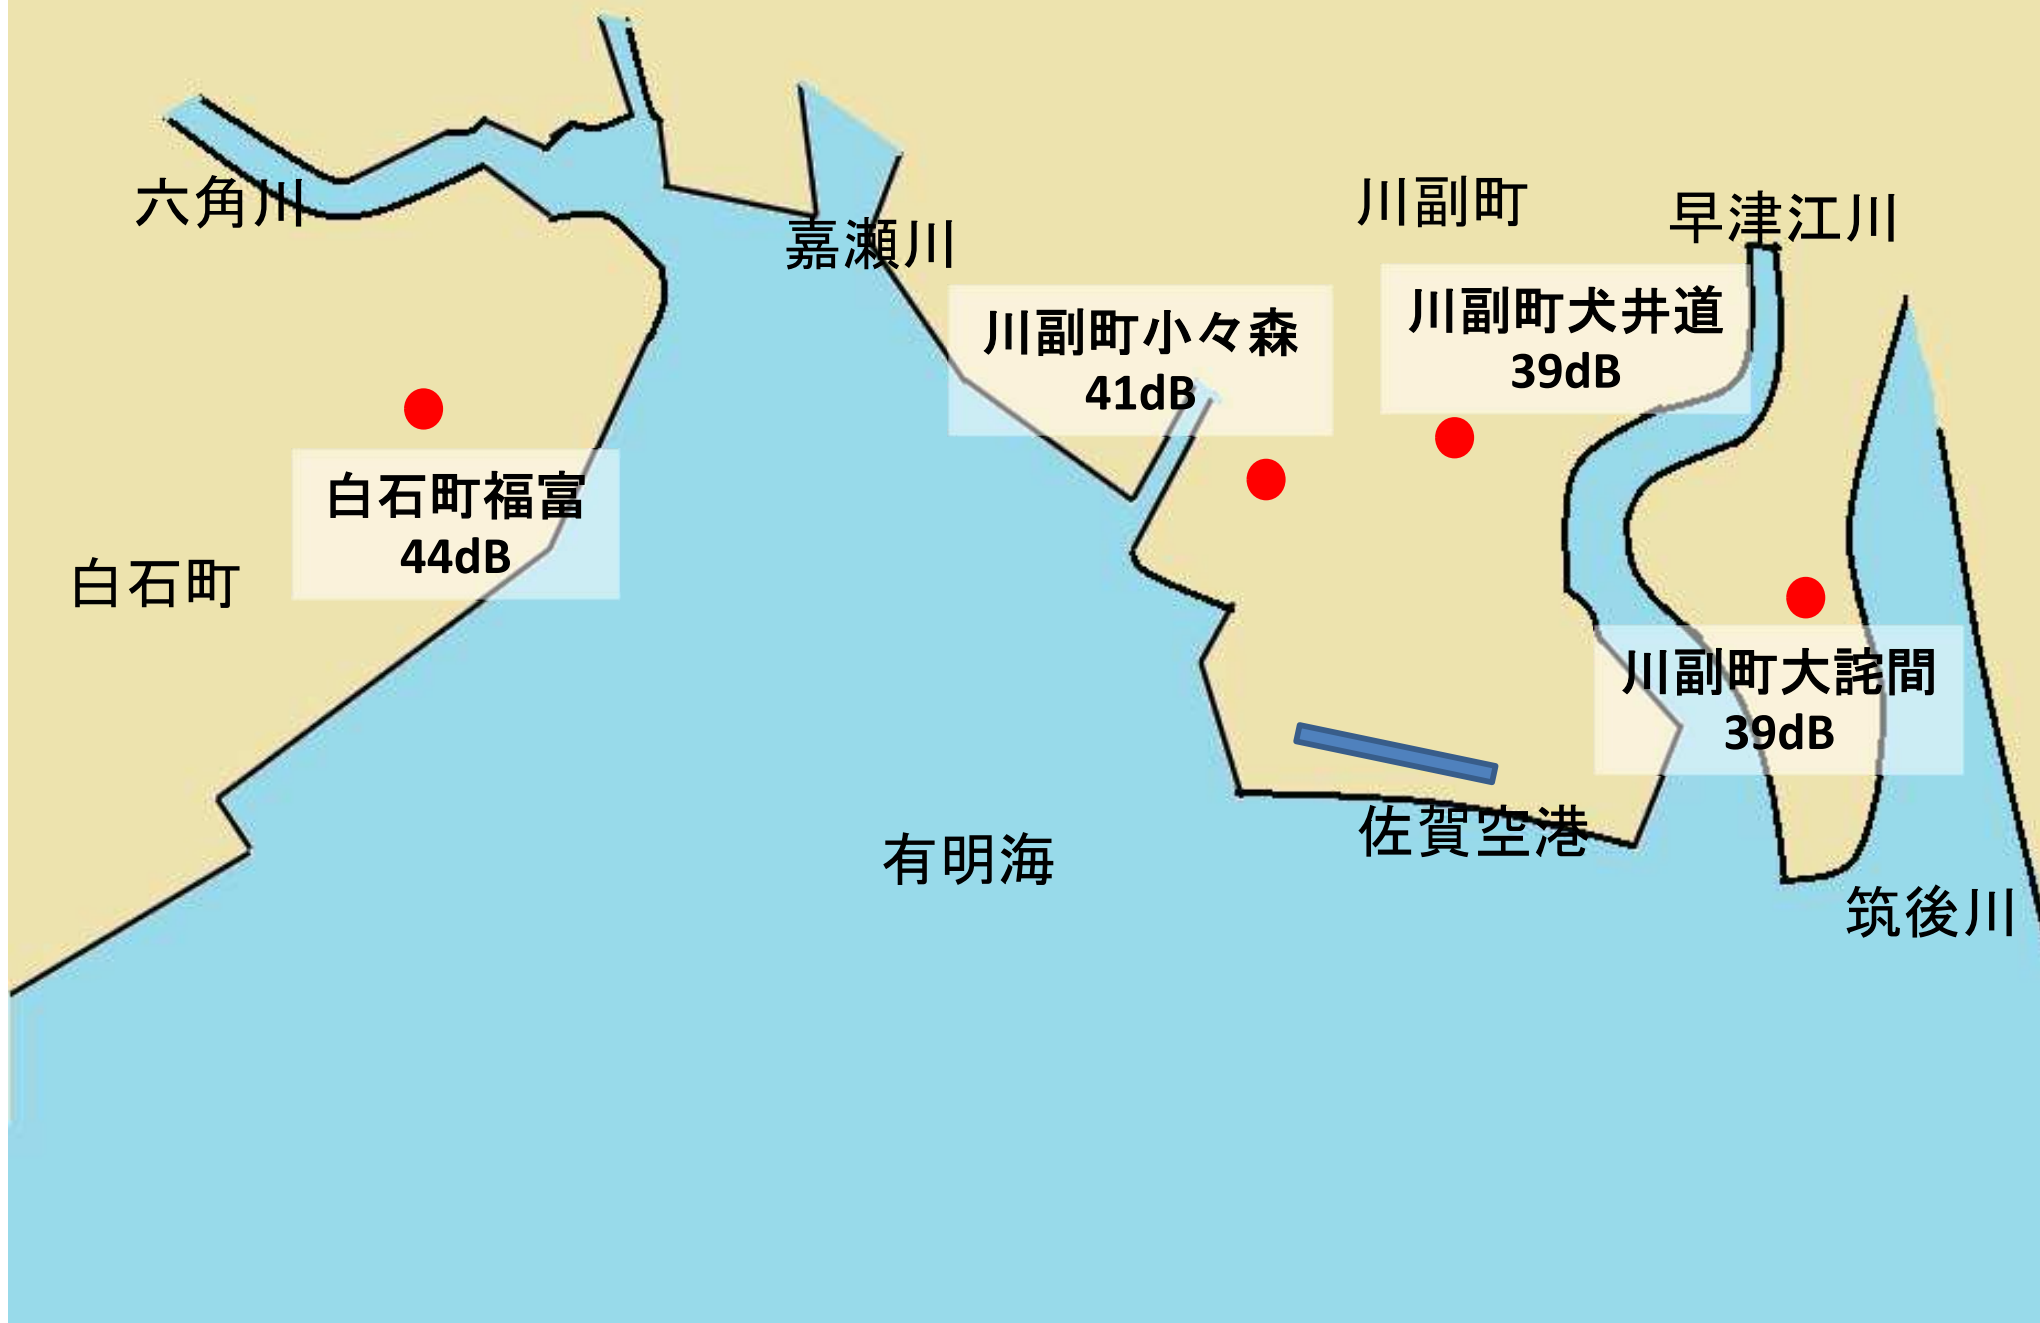 六角川
嘉瀬川
川副町
早津江川
川副町小々森
41dB
川副町犬井道
39dB
白石町福富
44dB
白石町
川副町大詫間
39dB
佐賀空港
有明海
筑後川